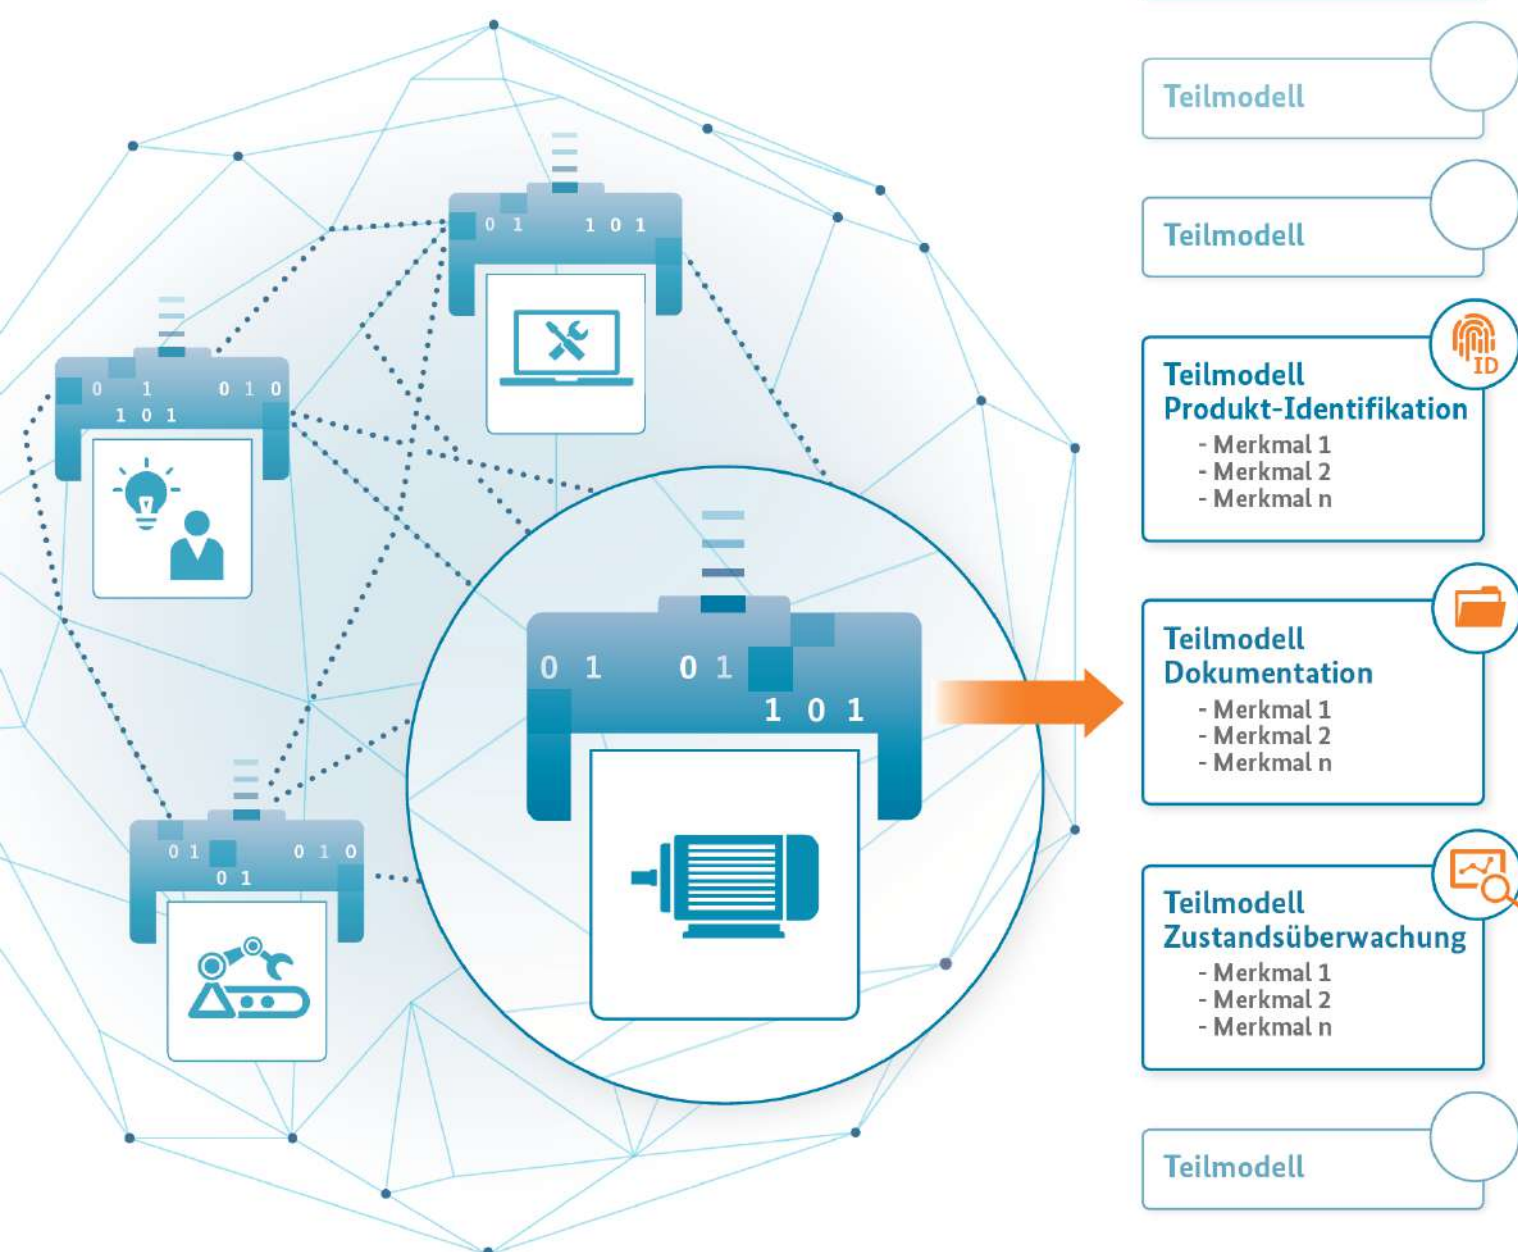 0 1 1 0 1
0 1 0 1 0
1 0 1
0 1 0 1
1 0 1
0 1 0 1 0
0 1
Teilmodell
Teilmodell
ID
Teilmodell
Produkt-Identifikation
- Merkmal 1
- Merkmal 2
- Merkmal n
Teilmodell
Dokumentation
- Merkmal 1
- Merkmal 2
- Merkmal n
Teilmodell
Zustandsüberwachung
- Merkmal 1
- Merkmal 2
- Merkmal n
Teilmodell